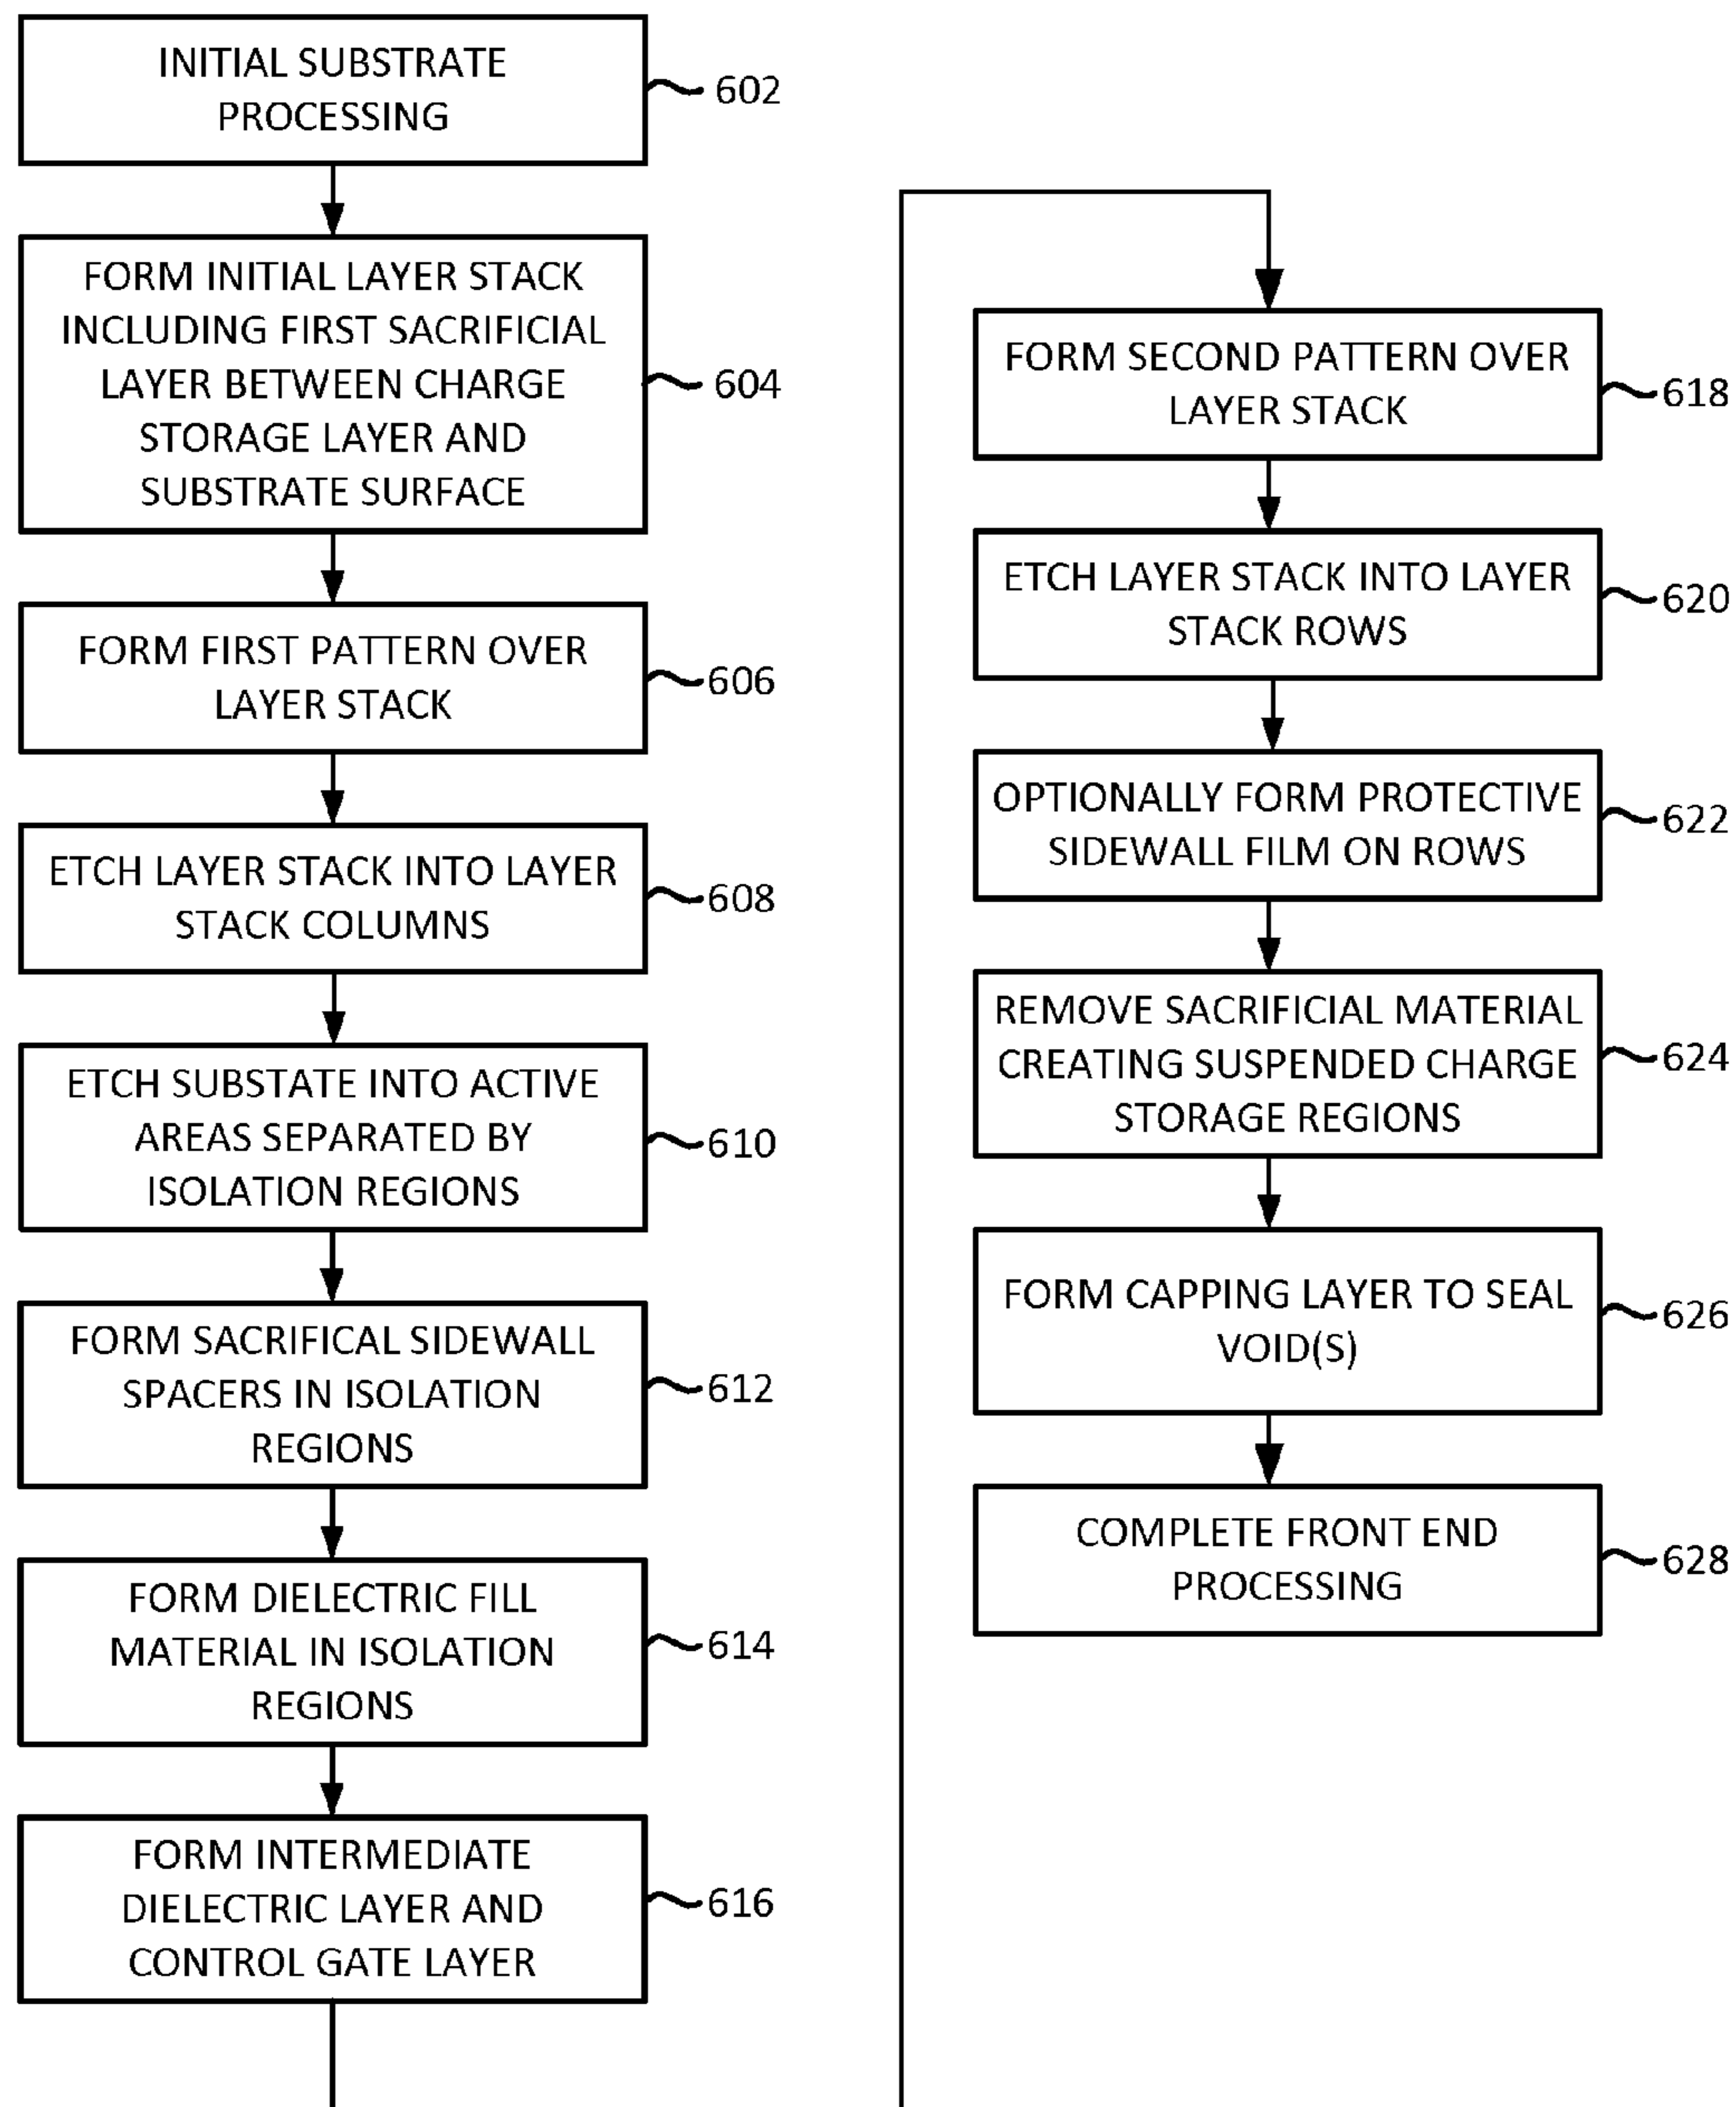 INITIAL SUBSTRATE
PROCESSING
602
FORM INITIAL LAYER STACK
INCLUDING FIRST SACRIFICIAL
LAYER BETWEEN CHARGE
STORAGE LAYER AND
SUBSTRATE SURFACE
604
FORM FIRST PATTERN OVER
LAYER STACK
606
ETCH LAYER STACK INTO LAYER
STACK COLUMNS
608
ETCH SUBSTATE INTO ACTIVE
AREAS SEPARATED BY
ISOLATION REGIONS
610
FORM SACRIFICAL SIDEWALL
SPACERS IN ISOLATION
REGIONS
612
FORM DIELECTRIC FILL
MATERIAL IN ISOLATION
REGIONS
614
FORM INTERMEDIATE
DIELECTRIC LAYER AND
CONTROL GATE LAYER
616
FORM SECOND PATTERN OVER
LAYER STACK
618
ETCH LAYER STACK INTO LAYER
STACK ROWS
620
OPTIONALLY FORM PROTECTIVE
SIDEWALL FILM ON ROWS
622
REMOVE SACRIFICIAL MATERIAL
CREATING SUSPENDED CHARGE
STORAGE REGIONS
624
FORM CAPPING LAYER TO SEAL
VOID(S)
626
COMPLETE FRONT END
PROCESSING
628